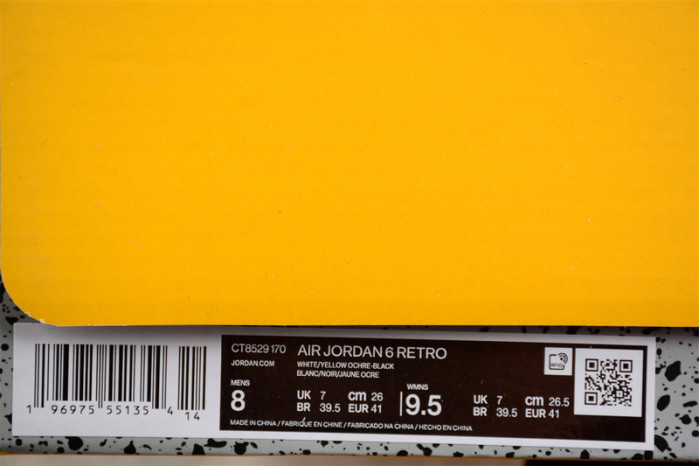 CT8529 170 AIR JORDAN 6 RETRO
JORDAN.COM WHITE/YELLOW OCHRE-BLACK
BLANC/NOIR/JAUNE OCRE
MENS
8
UK 7 cm 26
BR 39.5 EUR 41
WMNS
9.5
UK 7 cm 26.5
BR 39.5 EUR 41
MADE IN CHINA / FABRIQUÉ EN CHINE / FABRICADO NA CHINA / HECHO EN CHINA
1 96975 55135 4 14